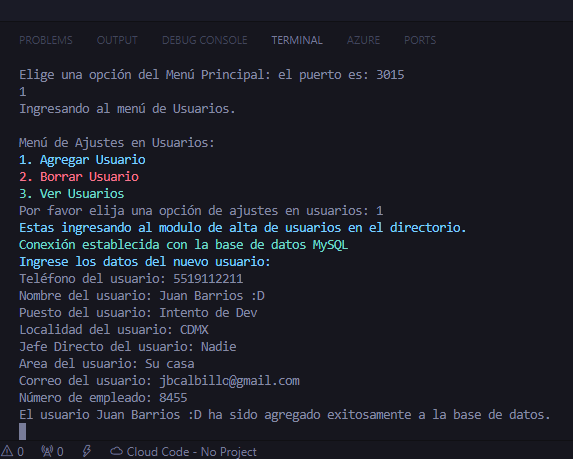 PROBLEMS OUTPUT DEBUG CONSOLE TERMINAL AZURE PORTS
Elige una opción del Menú Principal: el puerto es: 3015
1
Ingresando al menú de Usuarios.
Menú de Ajustes en Usuarios:
1. Agregar Usuario
2. Borrar Usuario
3. Ver Usuarios
Por favor elija una opción de ajustes en usuarios: 1
Estas ingresando al modulo de alta de usuarios en el directorio.
Conexión establecida con la base de datos MySQL
Ingrese los datos del nuevo usuario:
Teléfono del usuario: 5519112211
Nombre del usuario: Juan Barrios :D
Puesto del usuario: Intento de Dev
Localidad del usuario: CDMX
Jefe Directo del usuario: Nadie
Area del usuario: Su casa
Correo del usuario: jbcalbillo@gmail.com
Número de empleado: 8455
El usuario Juan Barrios :D ha sido agregado exitosamente a la base de datos.
0 0 Cloud Code - No Project